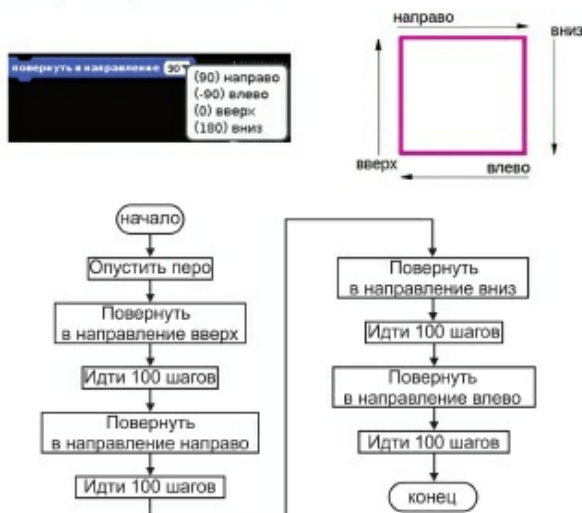 повернуть в направление 90
(90) направо
(-90) влево
(0) вверх
(180) вниз
направо
вниз
вверх
влево
начало
Опустить перо
Повернуть
в направление вверх
Идти 100 шагов
Повернуть
в направление направо
Идти 100 шагов
Повернуть
в направление вниз
Идти 100 шагов
Повернуть
в направление влево
Идти 100 шагов
конец